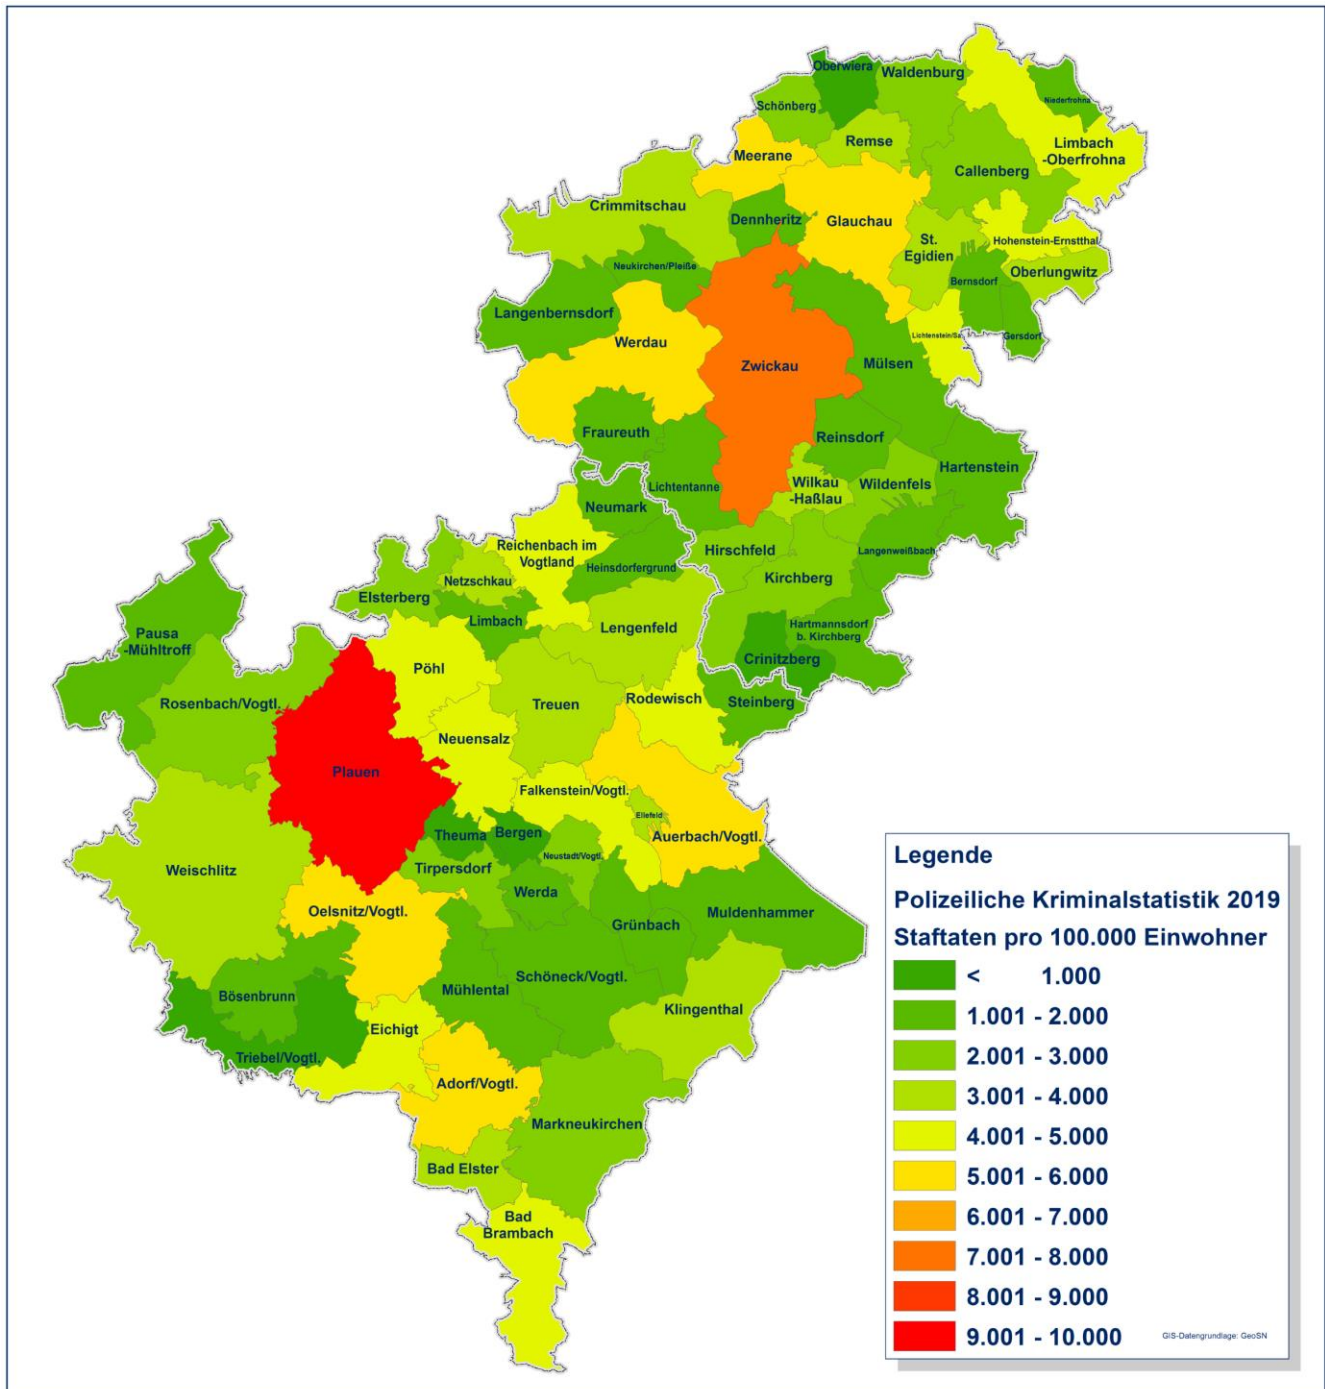 Oberwiera
Waldenburg
Niederfrohna
Schönberg
Limbach
-Oberfrohna
Remse
Meerane
Callenberg
Crimmitschau
Dennheritz
Glauchau
St.
Egidien
Hohenstein-Ernstthal
Oberlungwitz
Neukirchen/Pleiße
Bernsdorf
Langenbernsdorf
Gersdorf
Lichtenstein/Sa.
Werdau
Zwickau
Mülsen
Fraureuth
Reinsdorf
Hartenstein
Lichtentanne
Wilkau
-Haßlau
Wildenfels
Neumark
Reichenbach im
Vogtland
Hirschfeld
Langenweißbach
Heinsdorfergrund
Netzschkau
Kirchberg
Elsterberg
Limbach
Lengenfeld
Hartmannsdorf
b. Kirchberg
Pausa
-Mühltroff
Crinitzberg
Pöhl
Rosenbach/Vogtl.
Treuen
Rodewisch
Steinberg
Neuensalz
Plauen
Falkenstein/Vogtl.
Ellefeld
Auerbach/Vogtl.
Theuma
Bergen
Neustadt/Vogtl.
Tirpersdorf
Weischlitz
Werda
Oelsnitz/Vogtl.
Grünbach
Muldenhammer
Schöneck/Vogtl.
Mühlental
Bösenbrunn
Klingenthal
Eichigt
Triebel/Vogtl.
Adorf/Vogtl.
Markneukirchen
Bad Elster
Bad
Brambach
Legende
Polizeiliche Kriminalstatistik 2019
Staftaten pro 100.000 Einwohner
< 1.000
1.001 - 2.000
2.001 - 3.000
3.001 - 4.000
4.001 - 5.000
5.001 - 6.000
6.001 - 7.000
7.001 - 8.000
8.001 - 9.000
9.001 - 10.000
GIS-Datengrundlage: GeoSN